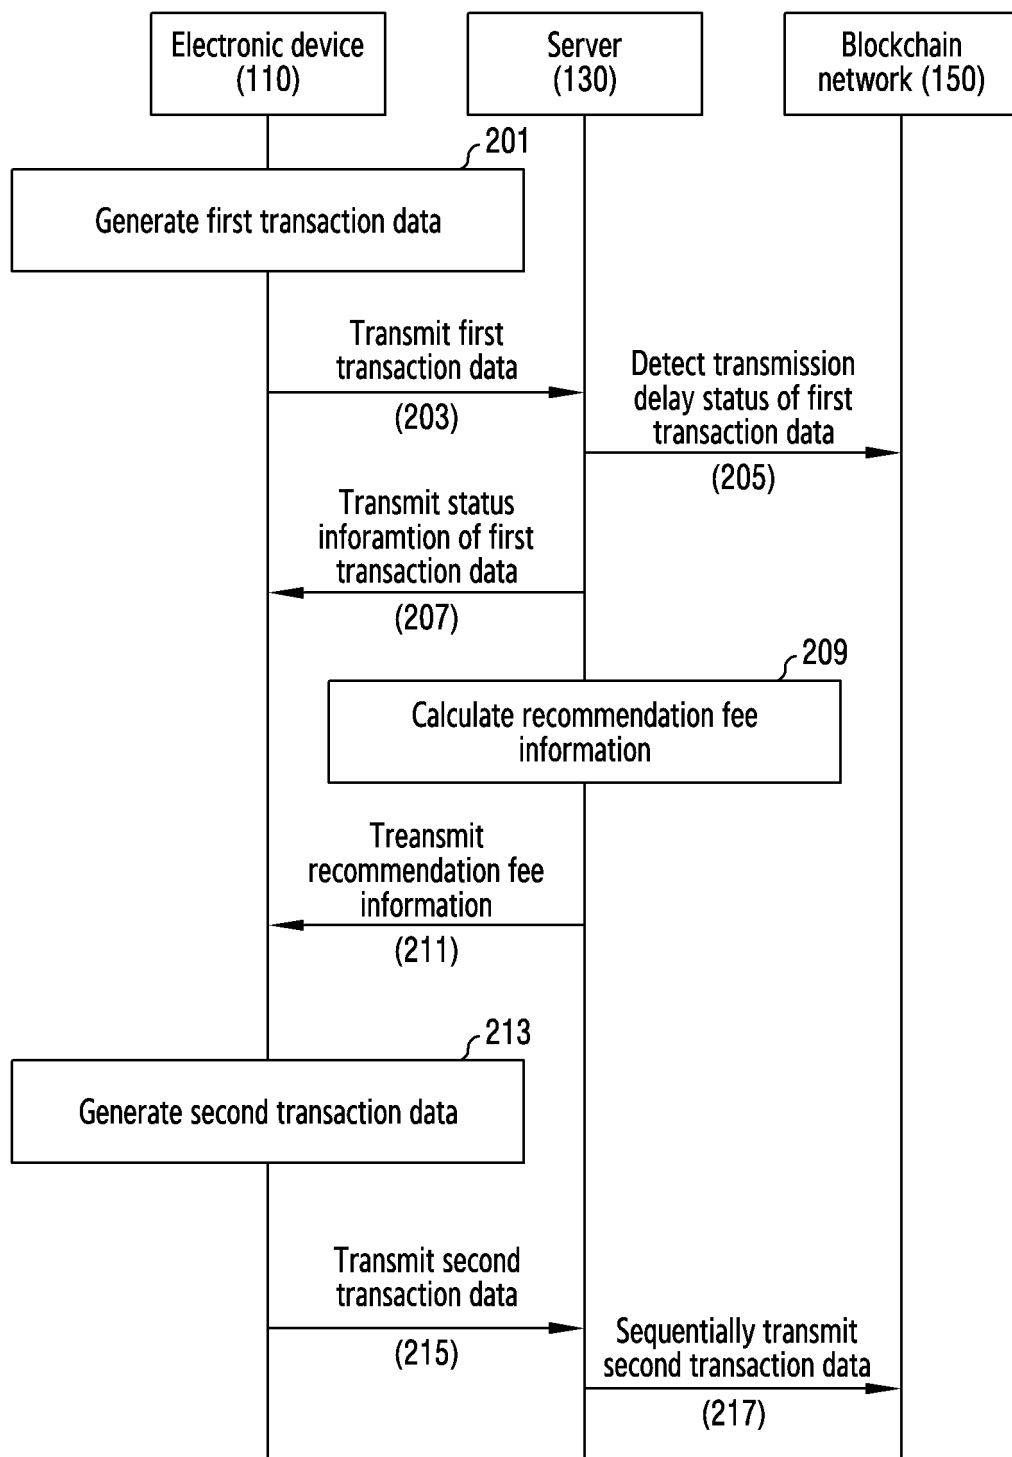 Electronic device
(110)
Server
(130)
Blockchain
network (150)
201
Generate first transaction data
Transmit first
transaction data
(203)
Detect transmission
delay status of first
transaction data
(205)
Transmit status
inforamtion of first
transaction data
(207)
209
Calculate recommendation fee
information
Treansmit
recommendation fee
information
(211)
213
Generate second transaction data
Transmit second
transaction data
(215)
Sequentially transmit
second transaction data
(217)